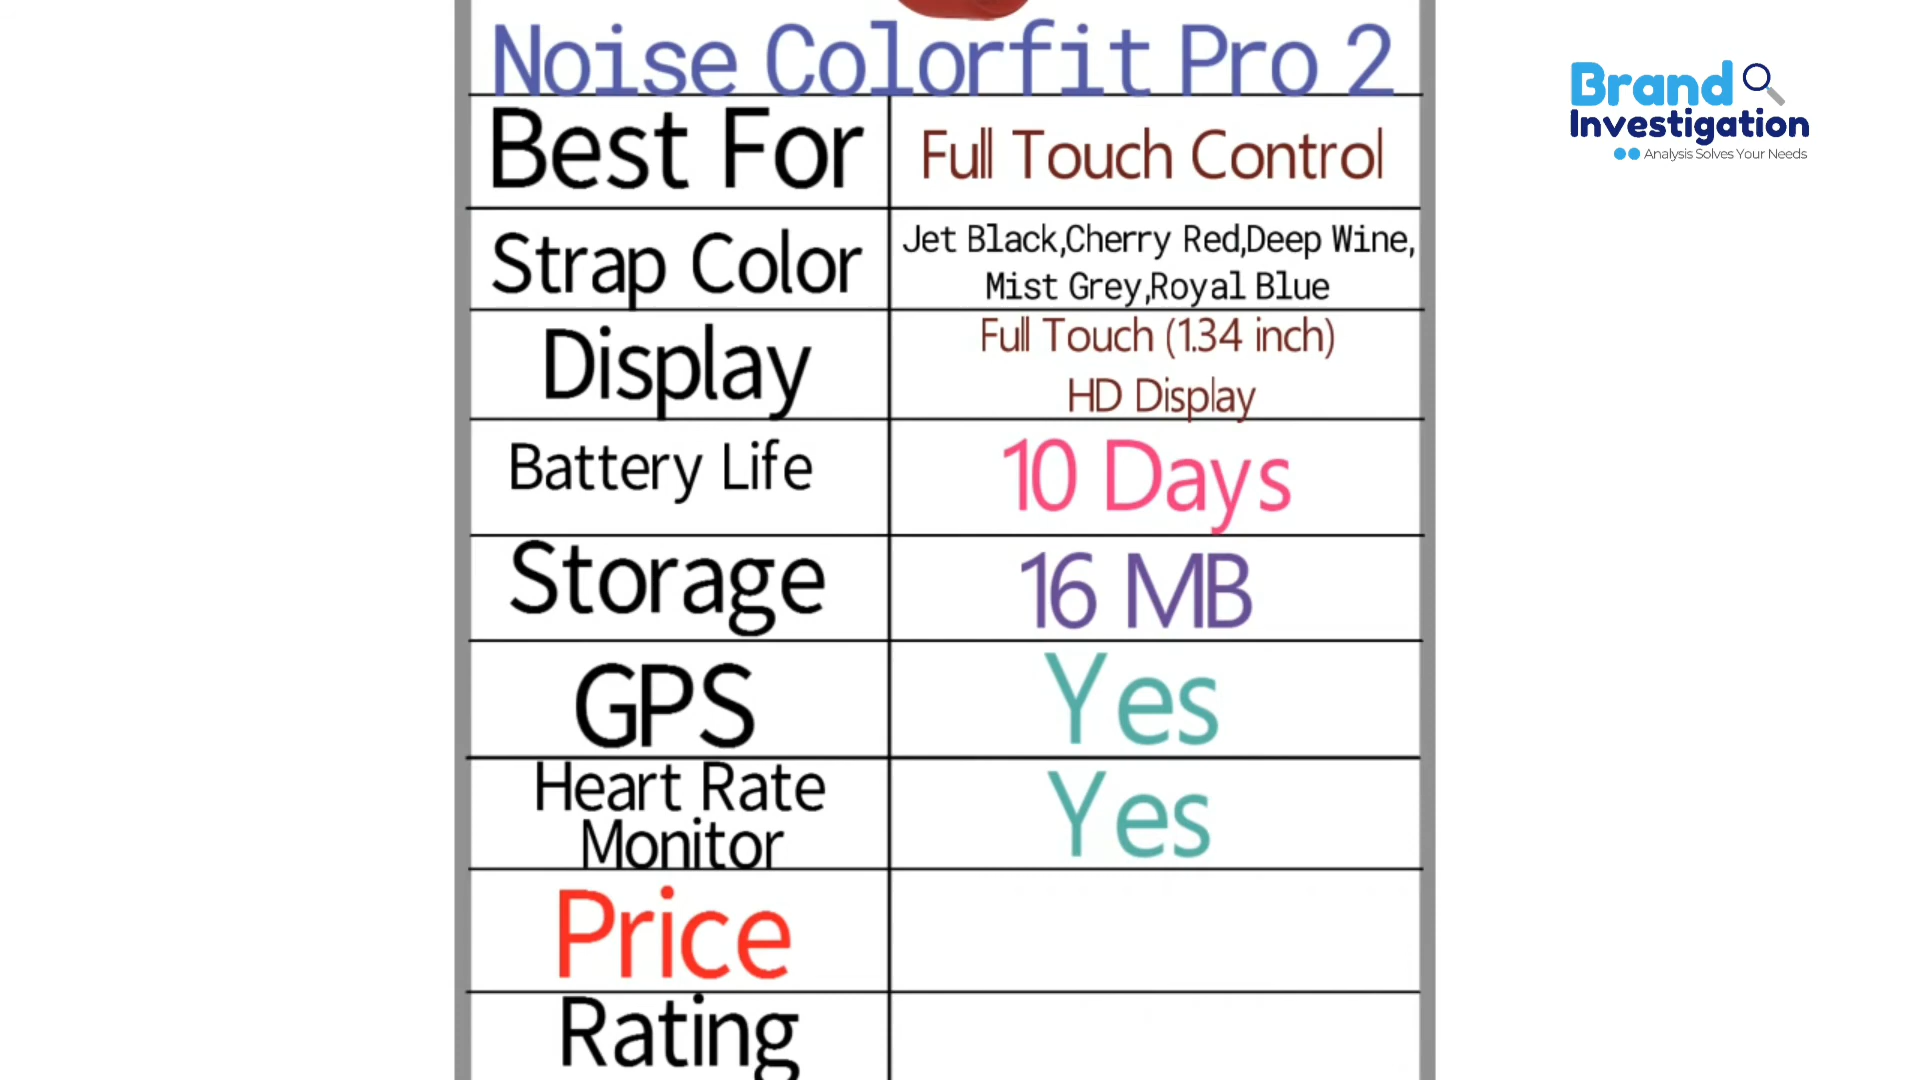 Noise Colorfit Pro 2
Brand
Investigation
Analysis Solves Your Needs
Best For
Full Touch Control
Strap Color
Jet Black,Cherry Red,Deep Wine,
Mist Grey,Royal Blue
Display
Full Touch (1.34 inch)
HD Display
Battery Life
10 Days
Storage
16 MB
GPS
Yes
Heart Rate
Monitor
Yes
Price
Rating